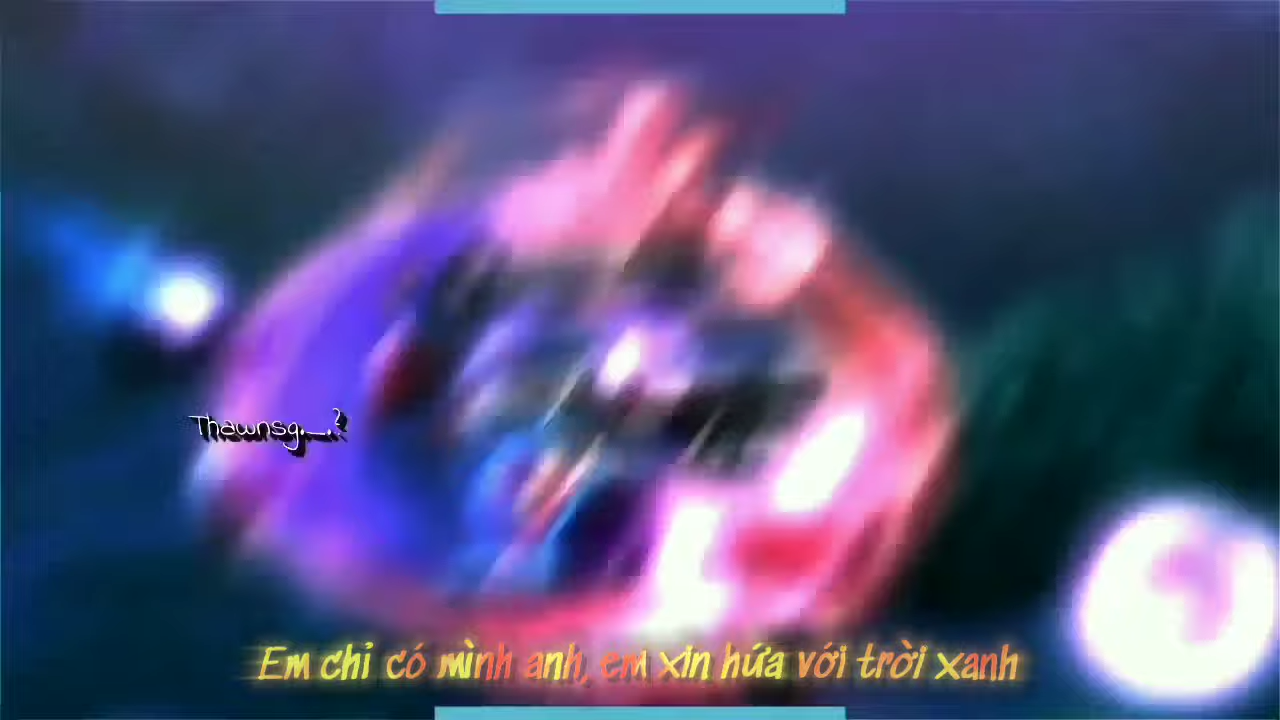 Thawnsg._.?
Em chỉ có mình anh, em xin hứa với trời xanh